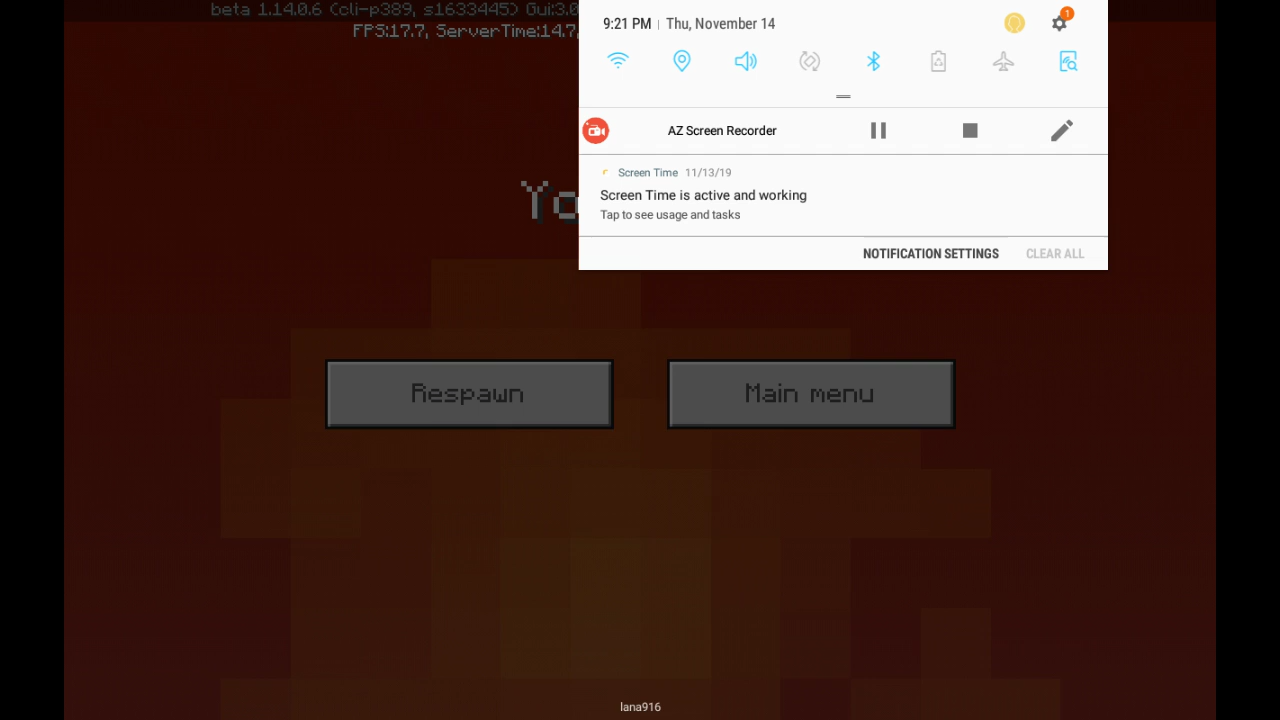 beta 1.14.0.6 (cli-p389, s1633445) Gui:3.0
FPS:17.7, ServerTime:14.7,
9:21 PM Thu, November 14
1
AZ Screen Recorder
Screen Time 11/13/19
Screen Time is active and working
Tap to see usage and tasks
NOTIFICATION SETTINGS CLEAR ALL
Yo
Respawn Main menu
lana916